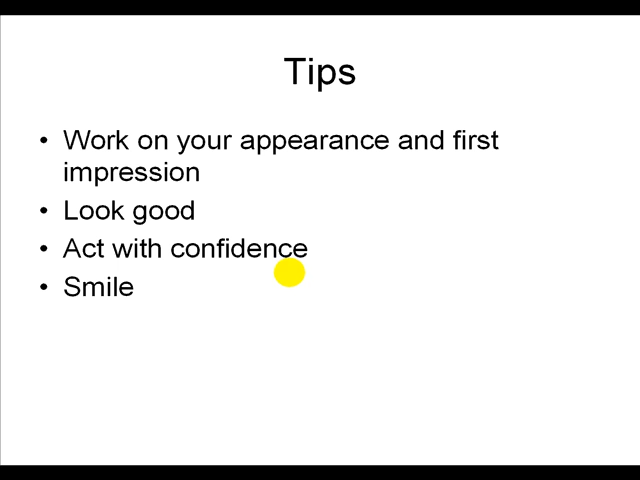 Tips
• Work on your appearance and first
impression
• Look good
• Act with confidence
• Smile